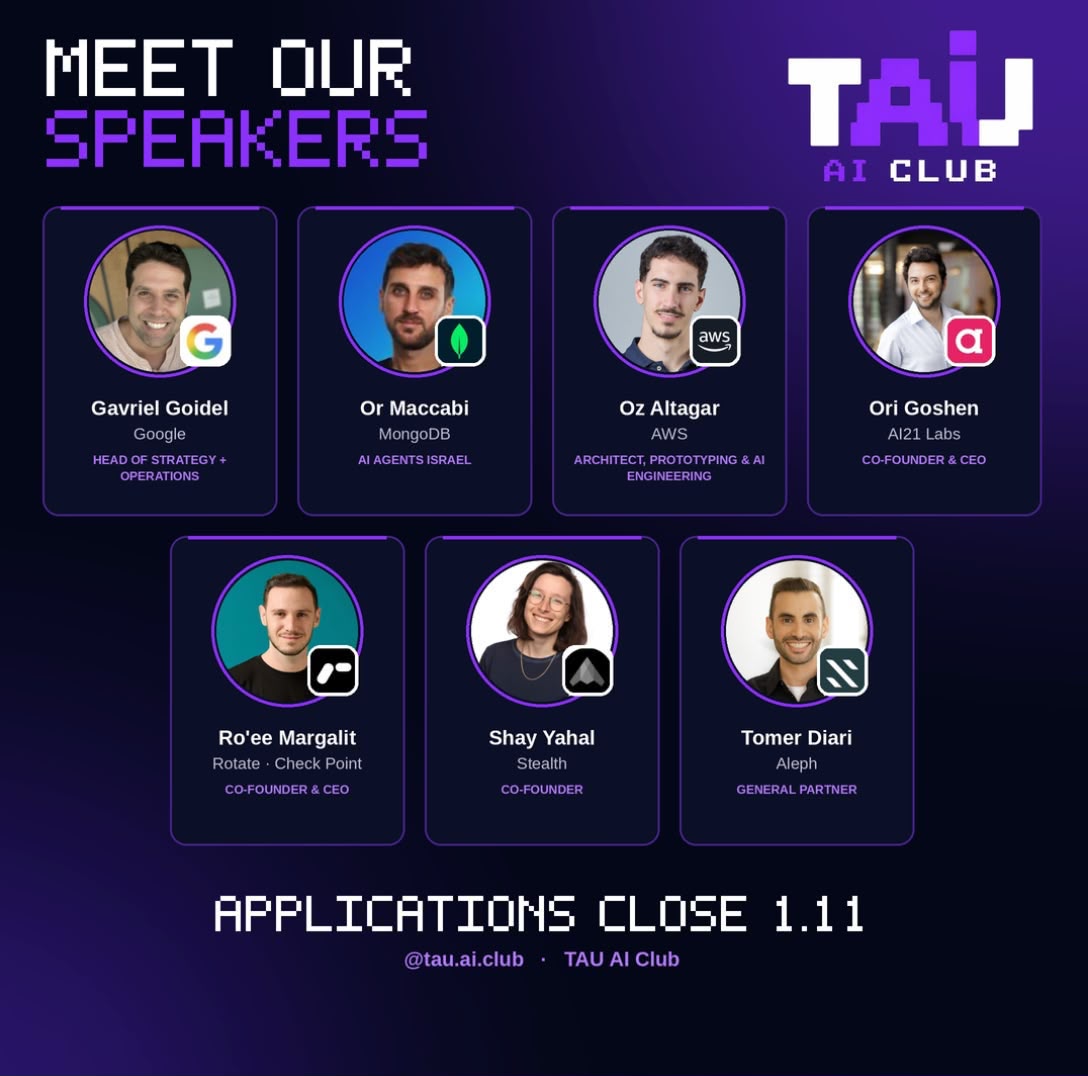 MEET OUR
SPEAKERS
TAiU
AI CLUB
Gavriel Goidel
Google
HEAD OF STRATEGY +
OPERATIONS
Or Maccabi
MongoDB
AI AGENTS ISRAEL
aws
Oz Altagar
AWS
ARCHITECT, PROTOTYPING & AI
ENGINEERING
Ori Goshen
AI21 Labs
CO-FOUNDER & CEO
Ro'ee Margalit
Rotate · Check Point
CO-FOUNDER & CEO
Shay Yahal
Stealth
CO-FOUNDER
Tomer Diari
Aleph
GENERAL PARTNER
APPLICATIONS CLOSE 1.11
@tau.ai.club · TAU AI Club